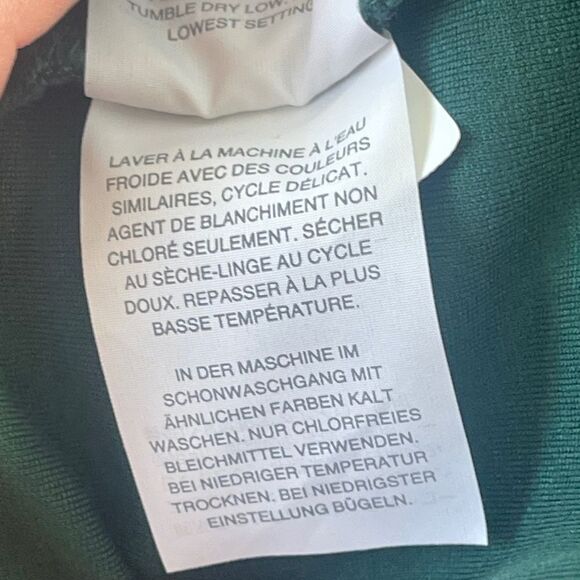 TUMBLE DRY LOW.
LOWEST SETTING
LAVER À LA MACHINE À L'EAU
FROIDE AVEC DES COULEURS
SIMILAIRES, CYCLE DÉLICAT.
AGENT DE BLANCHIMENT NON
CHLORÉ SEULEMENT. SÉCHER
AU SÈCHE-LINGE AU CYCLE
DOUX. REPASSER À LA PLUS
BASSE TEMPÉRATURE.
IN DER MASCHINE IM
SCHONWASCHGANG MIT
ÄHNLICHEN FARBEN KALT
WASCHEN. NUR CHLORFREIES
BLEICHMITTEL VERWENDEN.
BEI NIEDRIGER TEMPERATUR
TROCKNEN. BEI NIEDRIGSTER
EINSTELLUNG BÜGELN.